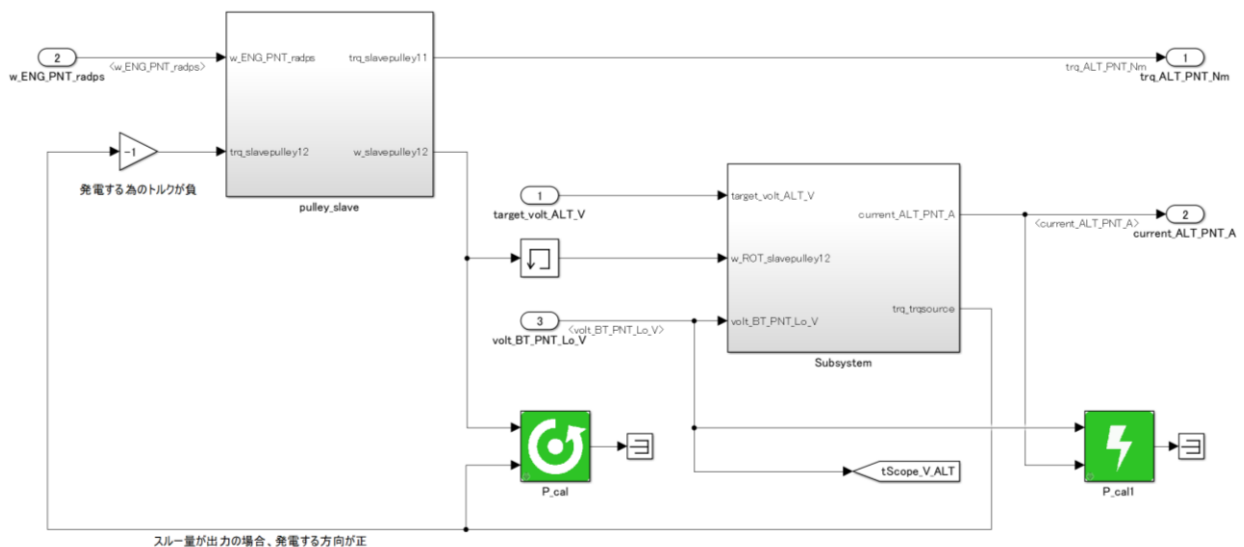 2
w_ENG_PNT_radps
<w_ENG_PNT_radps>
w_ENG_PNT_radps
trq_slavepulley11
trq_ALT_PNT_Nm
1
trq_ALT_PNT_Nm
-1
trq_slavepulley12
w_slavepulley12
発電する為のトルクが負
pulley_slave
1
target_volt_ALT_V
target_volt_ALT_V
current_ALT_PNT_A
<current_ALT_PNT_A>
2
current_ALT_PNT_A
w_ROT_slavepulley12
3
volt_BT_PNT_Lo_V
<volt_BT_PNT_Lo_V>
volt_BT_PNT_Lo_V
trq_trqsource
Subsystem
P_cal
tScope_V_ALT
P_cal1
スルー量が出力の場合、発電する方向が正